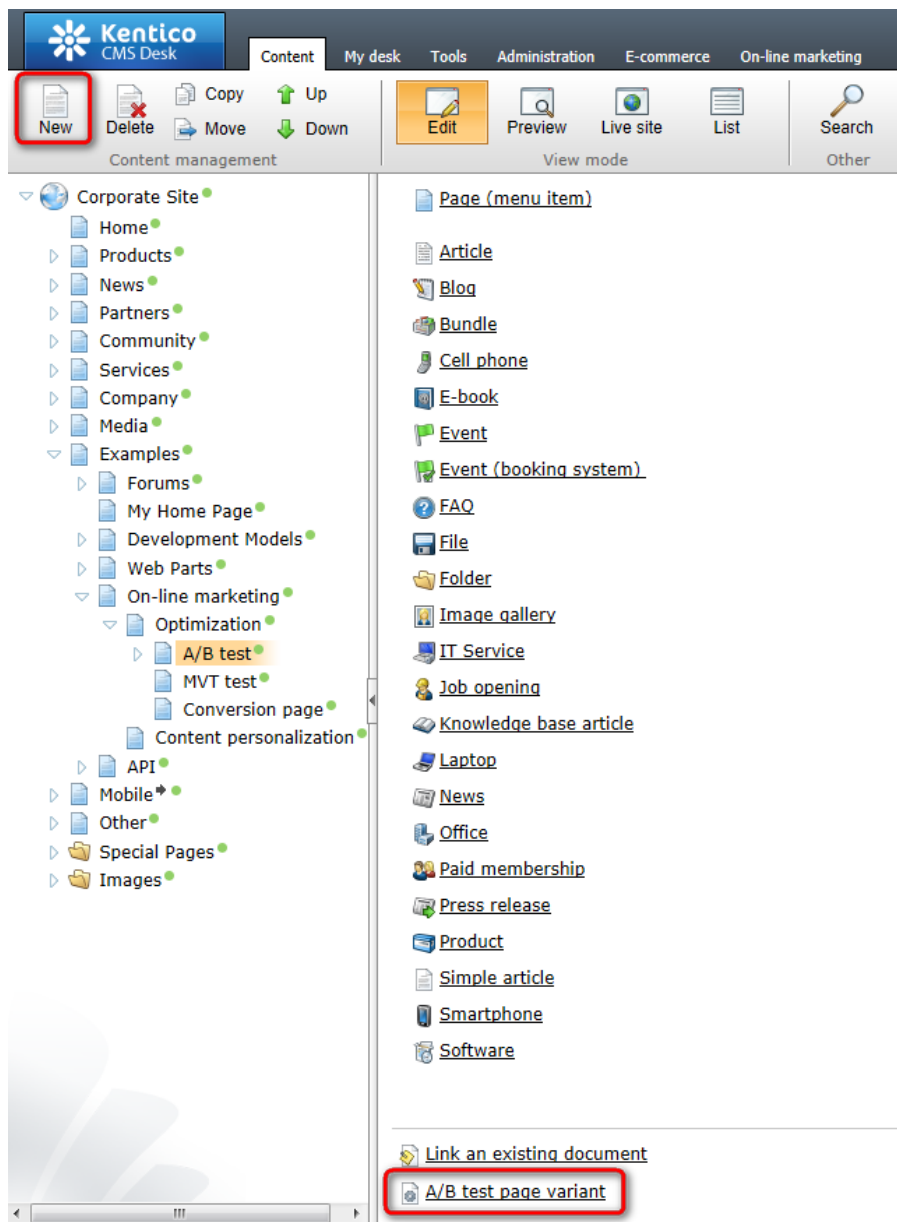 Kentico
CMS Desk
Content My desk Tools Administration E-commerce On-line marketing
New Delete Copy Move Up Down
Edit Preview Live site List Search
Content management View mode Other
Corporate Site
Home
Products
News
Partners
Community
Services
Company
Media
Examples
Forums
My Home Page
Development Models
Web Parts
On-line marketing
Optimization
A/B test
MVT test
Conversion page
Content personalization
API
Mobile
Other
Special Pages
Images
Page (menu item)
Article
Blog
Bundle
Cell phone
E-book
Event
Event (booking system)
FAQ
File
Folder
Image gallery
IT Service
Job opening
Knowledge base article
Laptop
News
Office
Paid membership
Press release
Product
Simple article
Smartphone
Software
Link an existing document
A/B test page variant